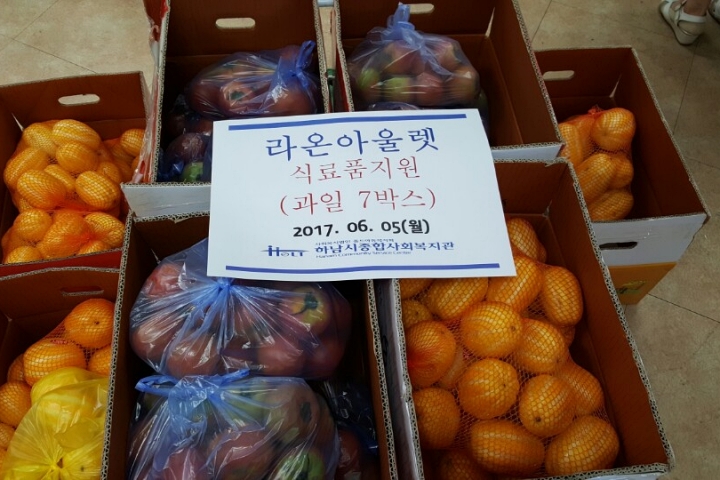 라온아울렛
식료품지원
(과일 7박스)
2017. 06. 05(월)
Holt
하남시종합사회복지관
Hanam Community Service Center